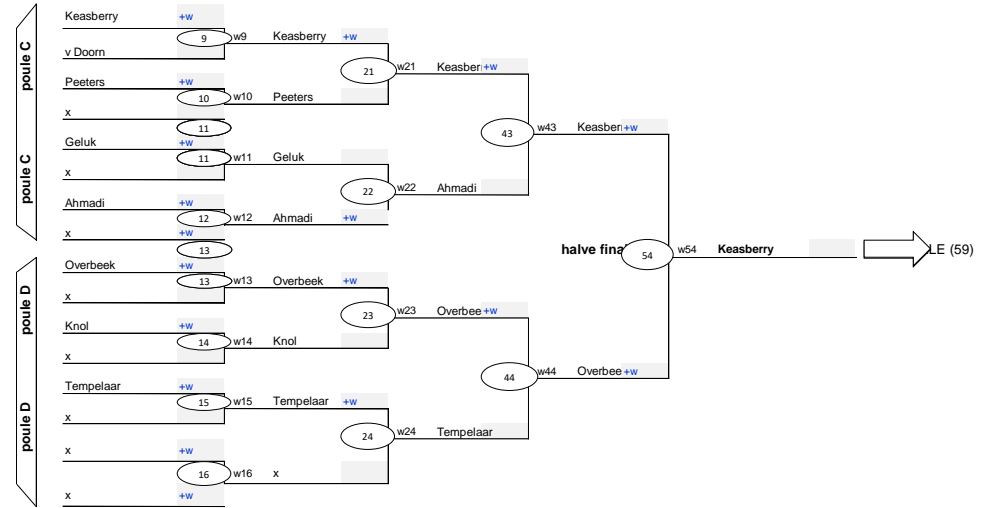 poule C
poule C
poule D
poule D
Keasberry +w
9 w9 Keasberry +w
v Doorn
21 w21 Keasber +w
Peeters +w
10 w10 Peeters
x
11
43 w43 Keasber +w
Geluk +w
11 w11 Geluk
x
22 w22 Ahmadi
Ahmadi +w
12 w12 Ahmadi +w
x +w
13
halve final 54 w54 Keasberry LE (59)
Overbeek +w
13 w13 Overbeek +w
x
23 w23 Overbee +w
Knol +w
14 w14 Knol
x
44 w44 Overbee +w
Tempelaar +w
15 w15 Tempelaar +w
x
24 w24 Tempelaar
x +w
16 w16 x
x +w